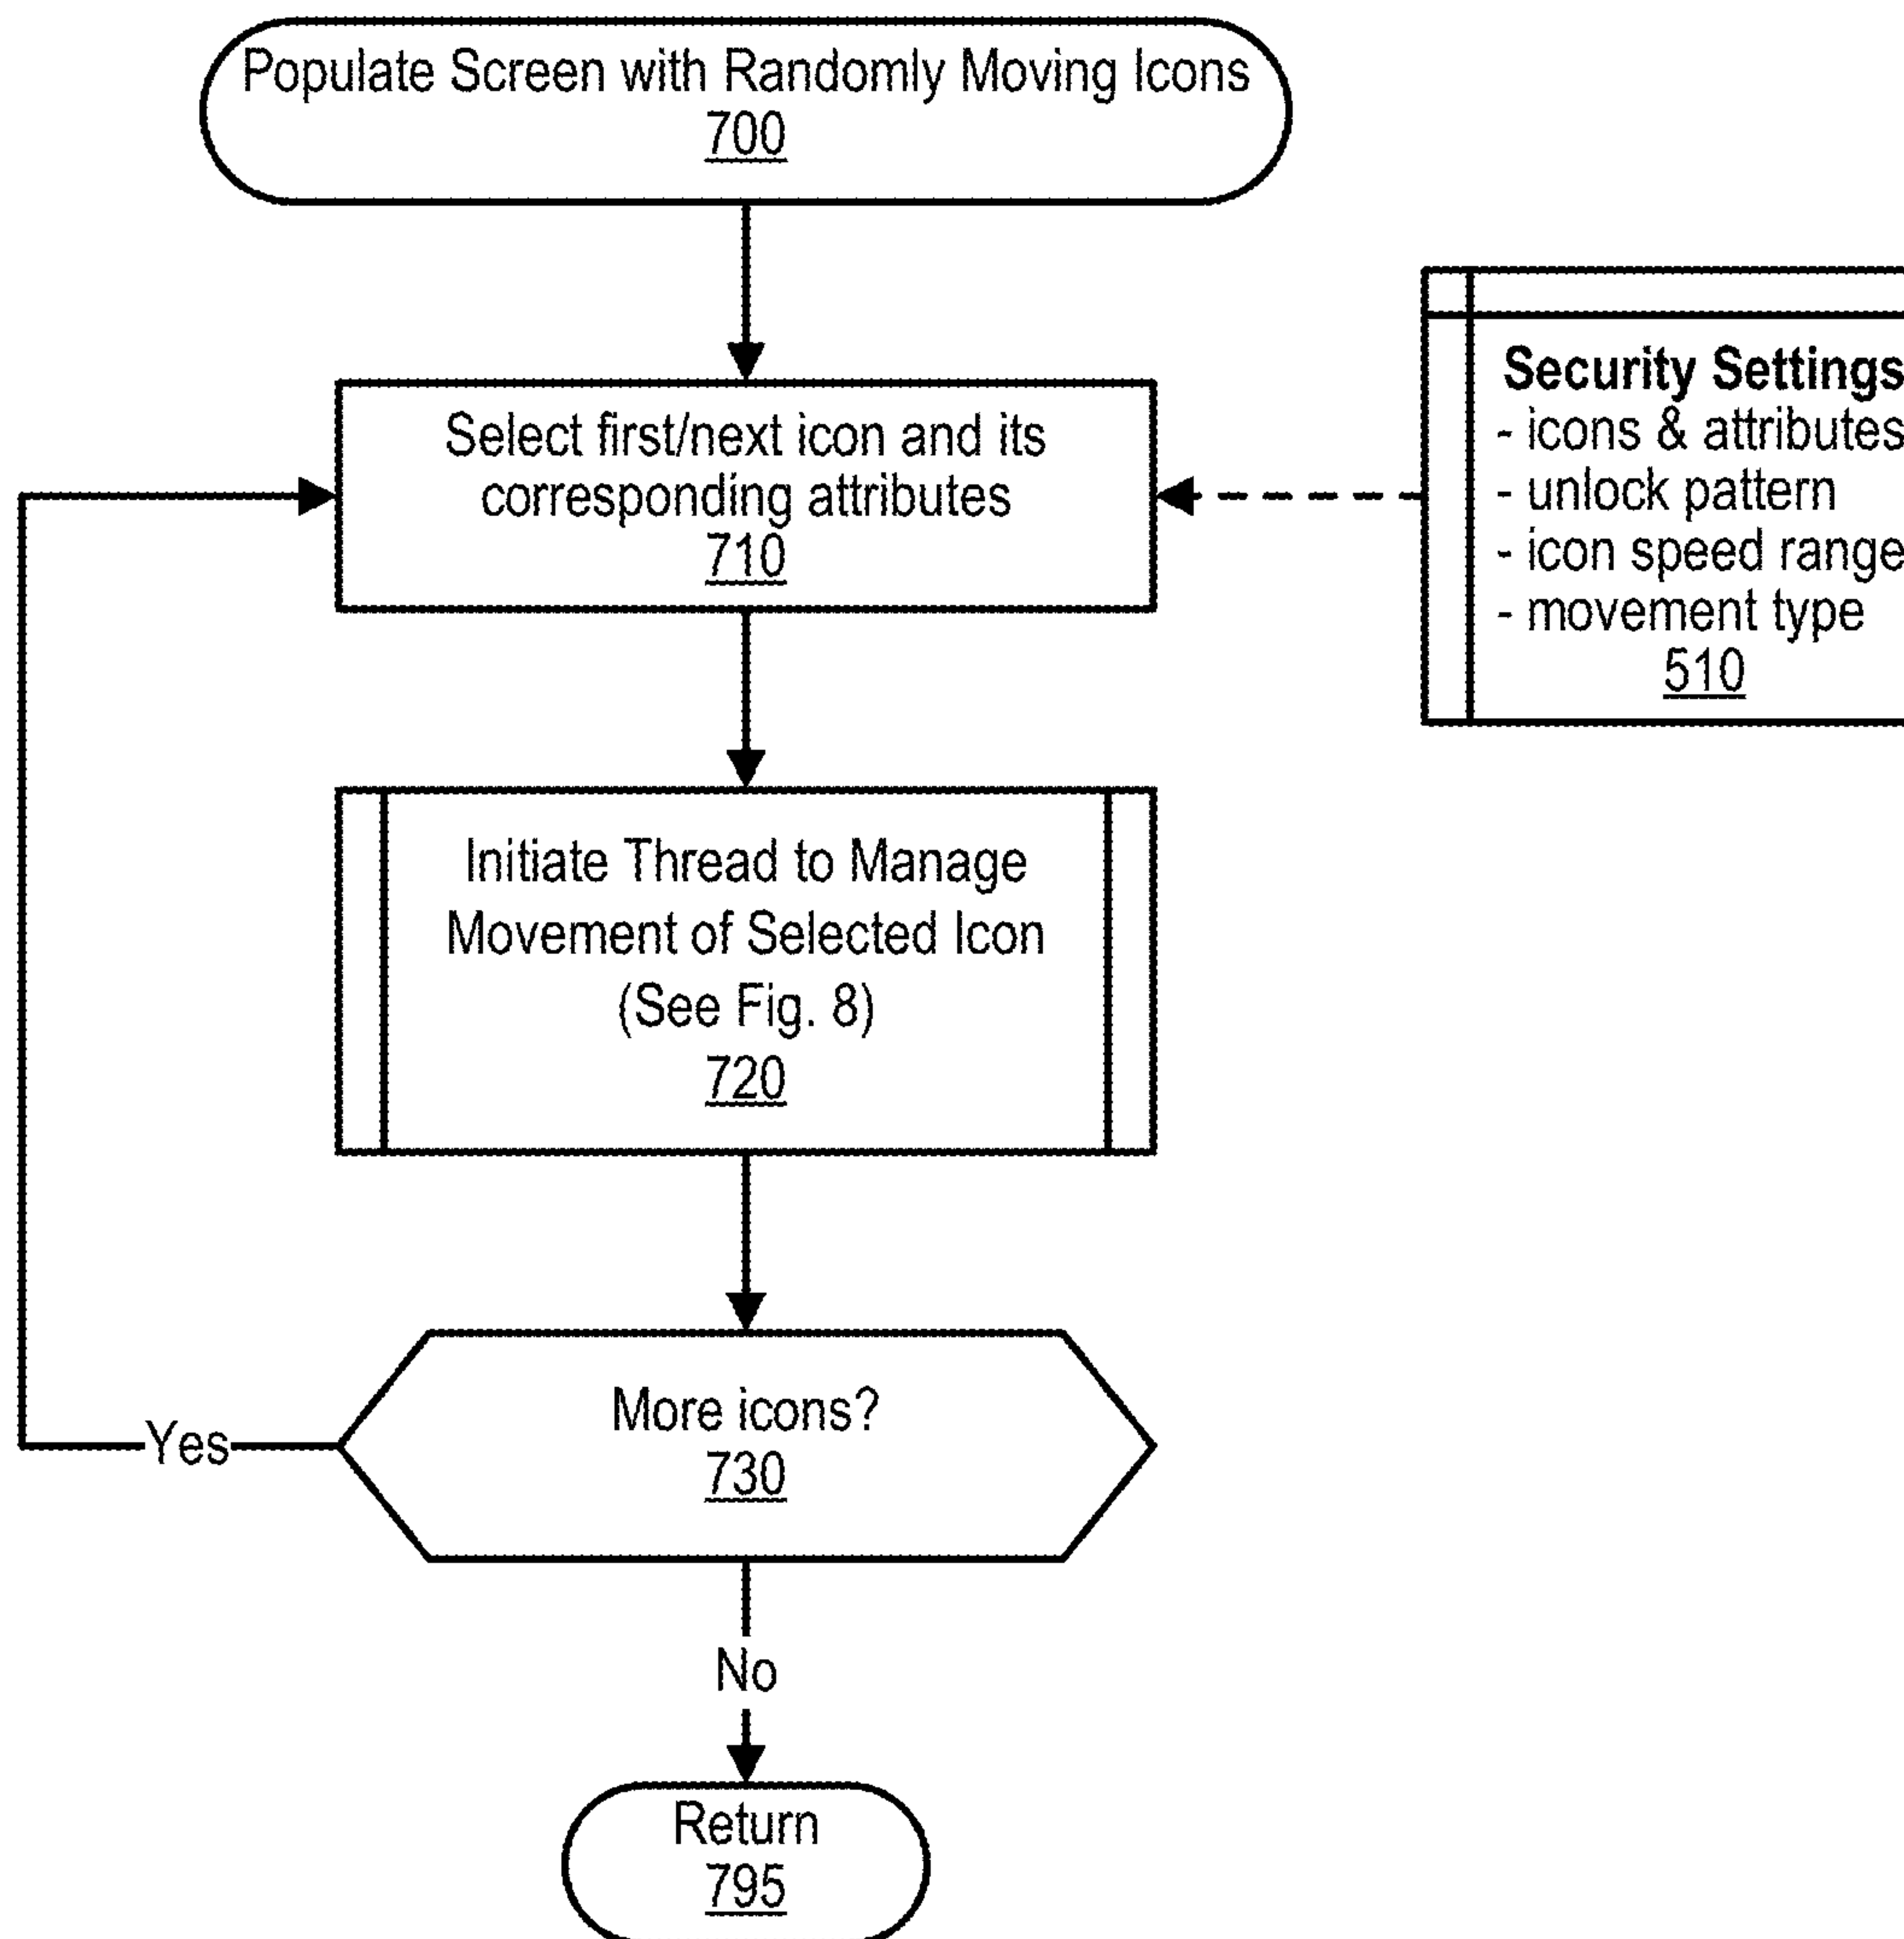 Populate Screen with Randomly Moving Icons
700
Select first/next icon and its
corresponding attributes
710
Security Settings
- icons & attributes
- unlock pattern
- icon speed range
- movement type
510
Initiate Thread to Manage
Movement of Selected Icon
(See Fig. 8)
720
More icons?
730
Yes
No
Return
795